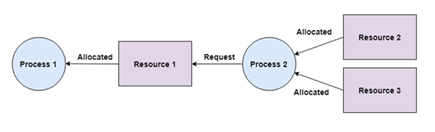 Allocated
Resource 2
Process 1
Allocated
Resource 1
Request
Process 2
Allocated
Resource 3